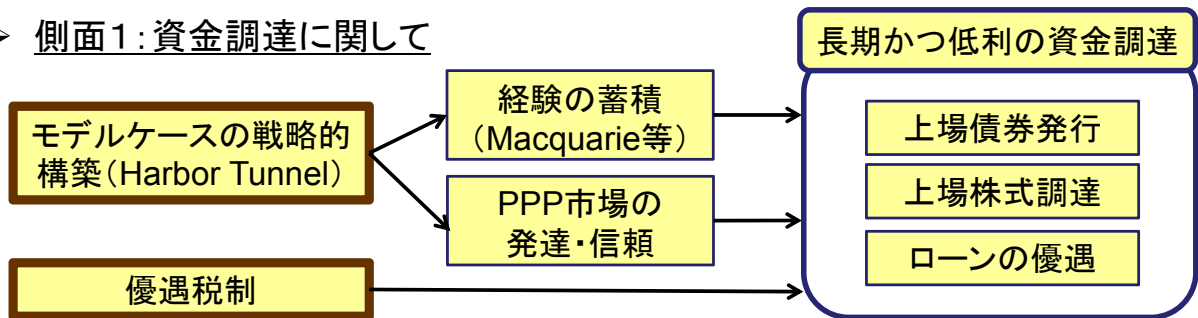 側面1:資金調達に関して
長期かつ低利の資金調達
モデルケースの戦略的
構築(Harbor Tunnel)
経験の蓄積
(Macquarie等)
上場債券発行
PPP市場の
発達・信頼
上場株式調達
優遇税制
ローンの優遇